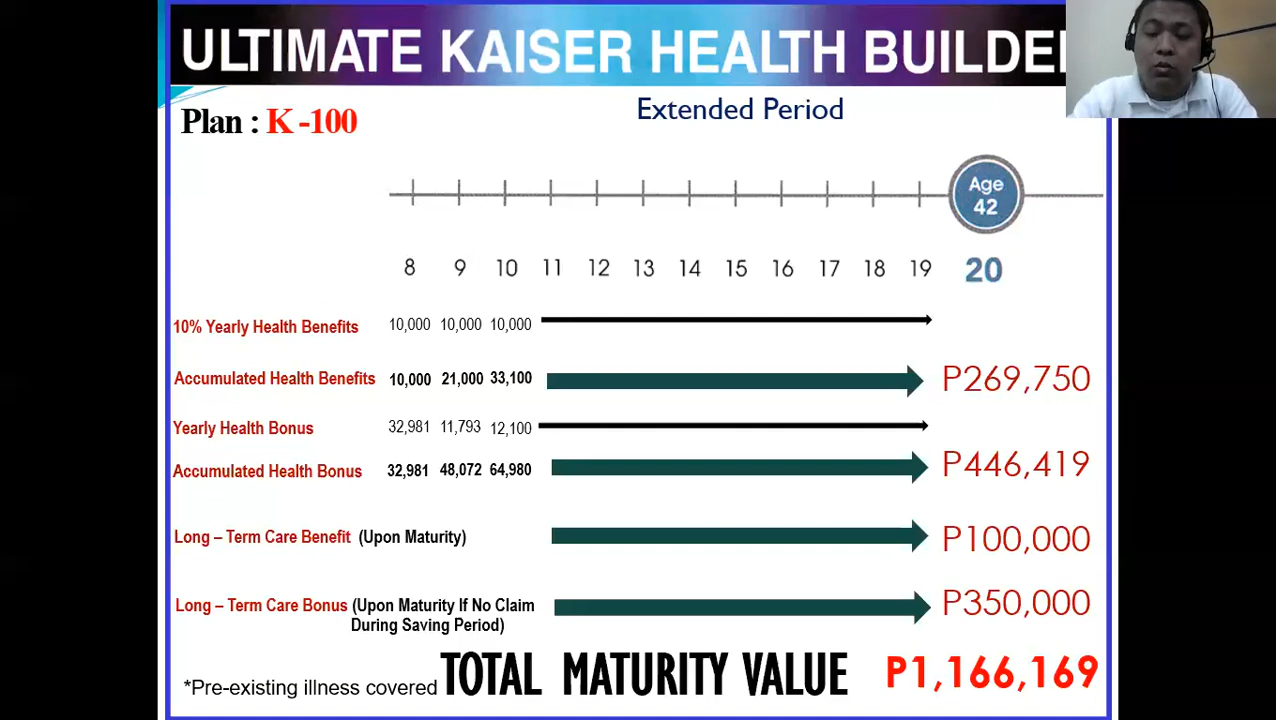 ULTIMATE KAISER HEALTH BUILDE
Plan : K -100
Extended Period
Age
42
8 9 10 11 12 13 14 15 16 17 18 19 20
10% Yearly Health Benefits 10,000 10,000 10,000
Accumulated Health Benefits 10,000 21,000 33,100 P269,750
Yearly Health Bonus 32,981 11,793 12,100
Accumulated Health Bonus 32,981 48,072 64,980 P446,419
Long – Term Care Benefit (Upon Maturity) P100,000
Long – Term Care Bonus (Upon Maturity If No Claim P350,000
During Saving Period)
*Pre-existing illness covered TOTAL MATURITY VALUE P1,166,169